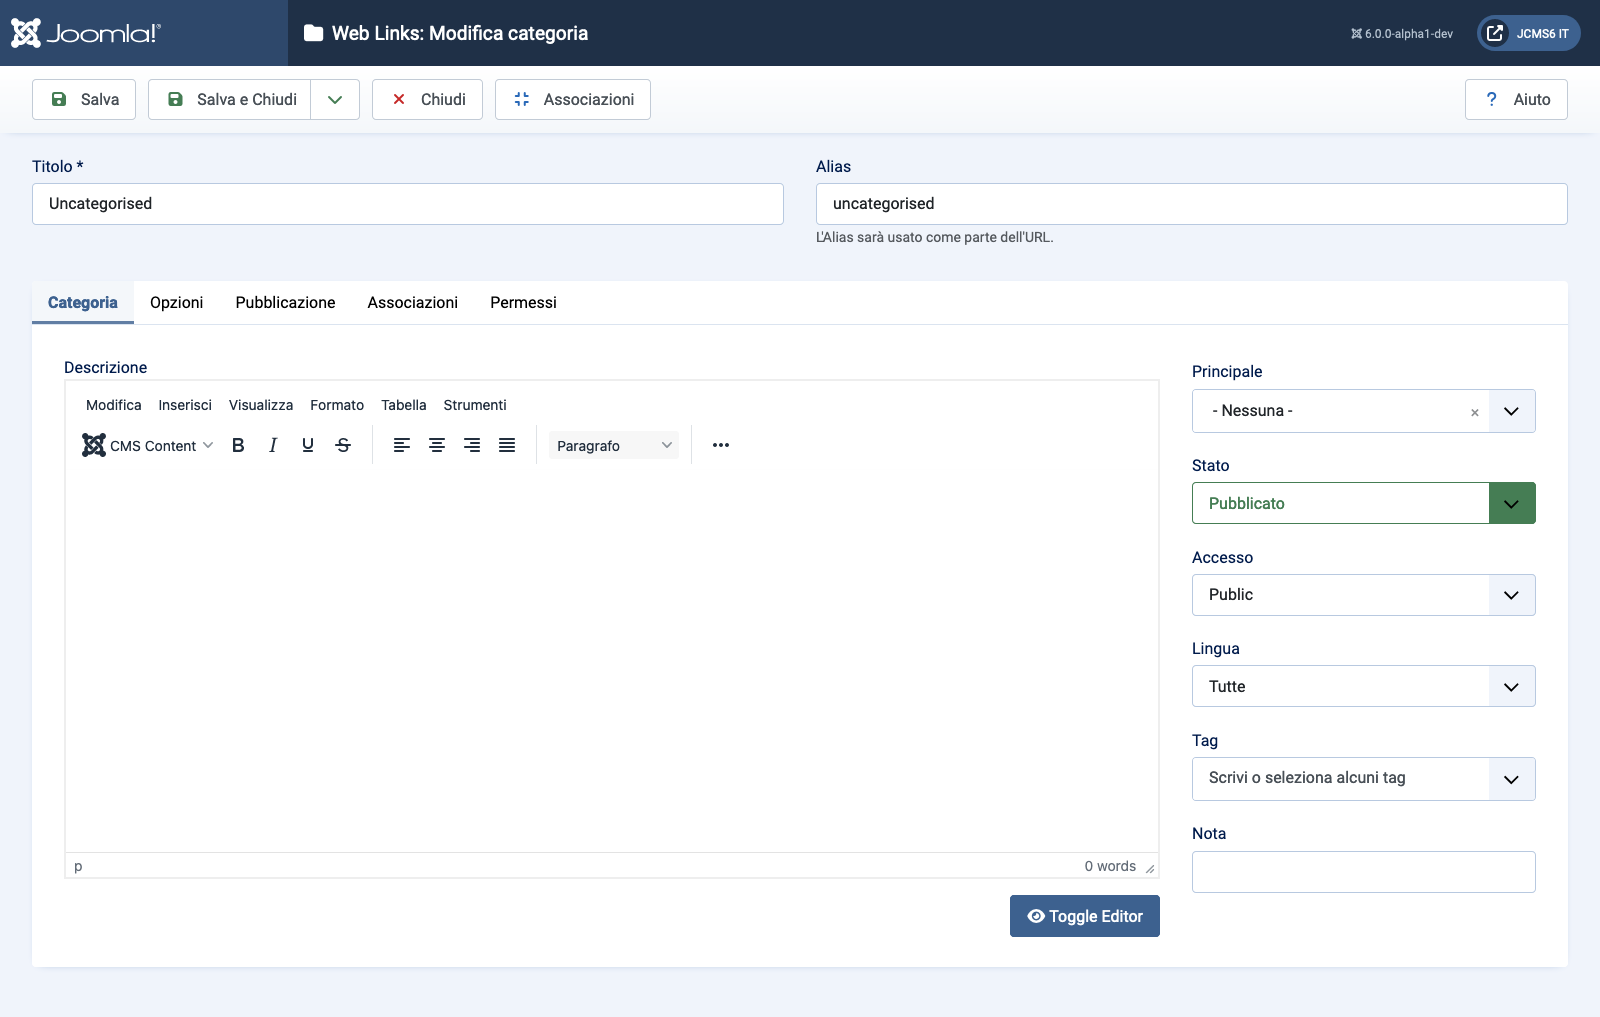 Joomla!®
Web Links: Modifica categoria
6.0.0-alpha1-dev
JCMS6 IT
Salva
Salva e Chiudi
Chiudi
Associazioni
? Aiuto
Titolo *
Alias
Uncategorised
uncategorised
L'Alias sarà usato come parte dell'URL.
Categoria Opzioni Pubblicazione Associazioni Permessi
Descrizione
Modifica Inserisci Visualizza Formato Tabella Strumenti
CMS Content B I U S Paragrafo
p
0 words
Toggle Editor
Principale
- Nessuna -
Stato
Pubblicato
Accesso
Public
Lingua
Tutte
Tag
Scrivi o seleziona alcuni tag
Nota